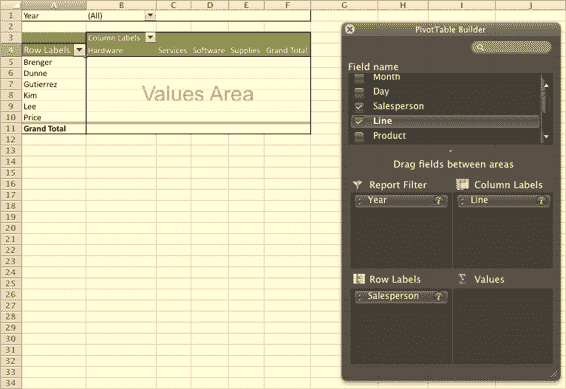 A B C D E F G H I J
1 Year (All)
2
3 Column Labels
4 Row Labels Hardware Services Software Supplies Grand Total
5 Brenger
6 Dunne
7 Gutierrez
8 Kim
9 Lee
10 Price
Values Area
11 Grand Total
12
13
14
15
16
17
18
19
20
21
22
23
24
25
26
27
28
29
30
31
32
33
34
PivotTable Builder
Field name
Month
Day
Salesperson
Line
Product
Drag fields between areas
Report Filter Column Labels
Year Line
Row Labels Σ Values
Salesperson